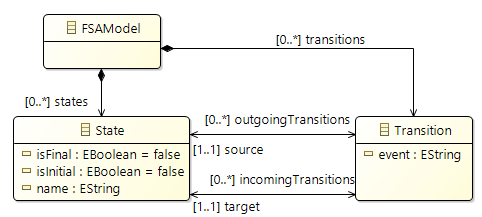 FSAModel
[0..*] transitions
[0..*] states
State
isFinal : EBoolean = false
isInitial : EBoolean = false
name : EString
[0..*] outgoingTransitions
[1..1] source
[0..*] incomingTransitions
[1..1] target
Transition
event : EString